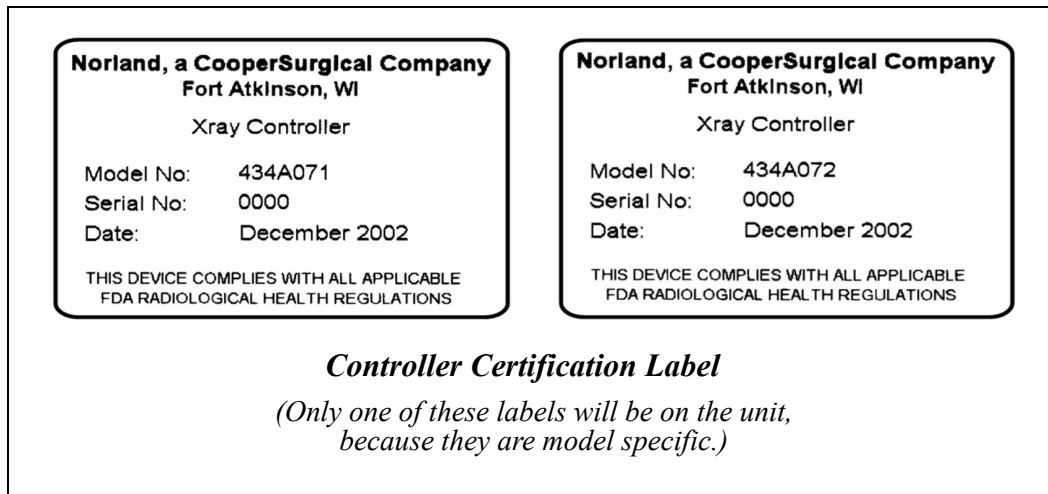 Norland, a CooperSurgical Company
Fort Atkinson, WI
Xray Controller
Model No: 434A071
Serial No: 0000
Date: December 2002
THIS DEVICE COMPLIES WITH ALL APPLICABLE
FDA RADIOLOGICAL HEALTH REGULATIONS
Norland, a CooperSurgical Company
Fort Atkinson, WI
Xray Controller
Model No: 434A072
Serial No: 0000
Date: December 2002
THIS DEVICE COMPLIES WITH ALL APPLICABLE
FDA RADIOLOGICAL HEALTH REGULATIONS
Controller Certification Label
(Only one of these labels will be on the unit,
because they are model specific.)